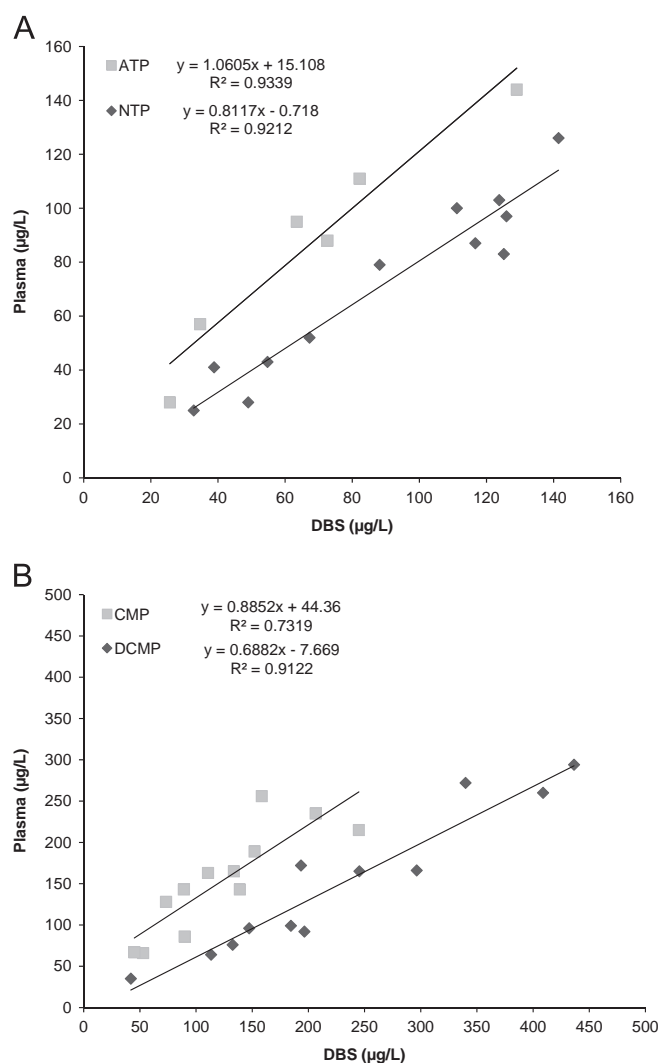 A
160
140
120
100
80
60
40
20
0
Plasma (µg/L)
ATP y = 1.0605x + 15.108
R² = 0.9339
NTP y = 0.8117x - 0.718
R² = 0.9212
0 20 40 60 80 100 120 140 160
DBS (µg/L)
B
500
450
400
350
300
250
200
150
100
50
0
Plasma (µg/L)
CMP y = 0.8852x + 44.36
R² = 0.7319
DCMP y = 0.6882x - 7.669
R² = 0.9122
0 50 100 150 200 250 300 350 400 450 500
DBS (µg/L)